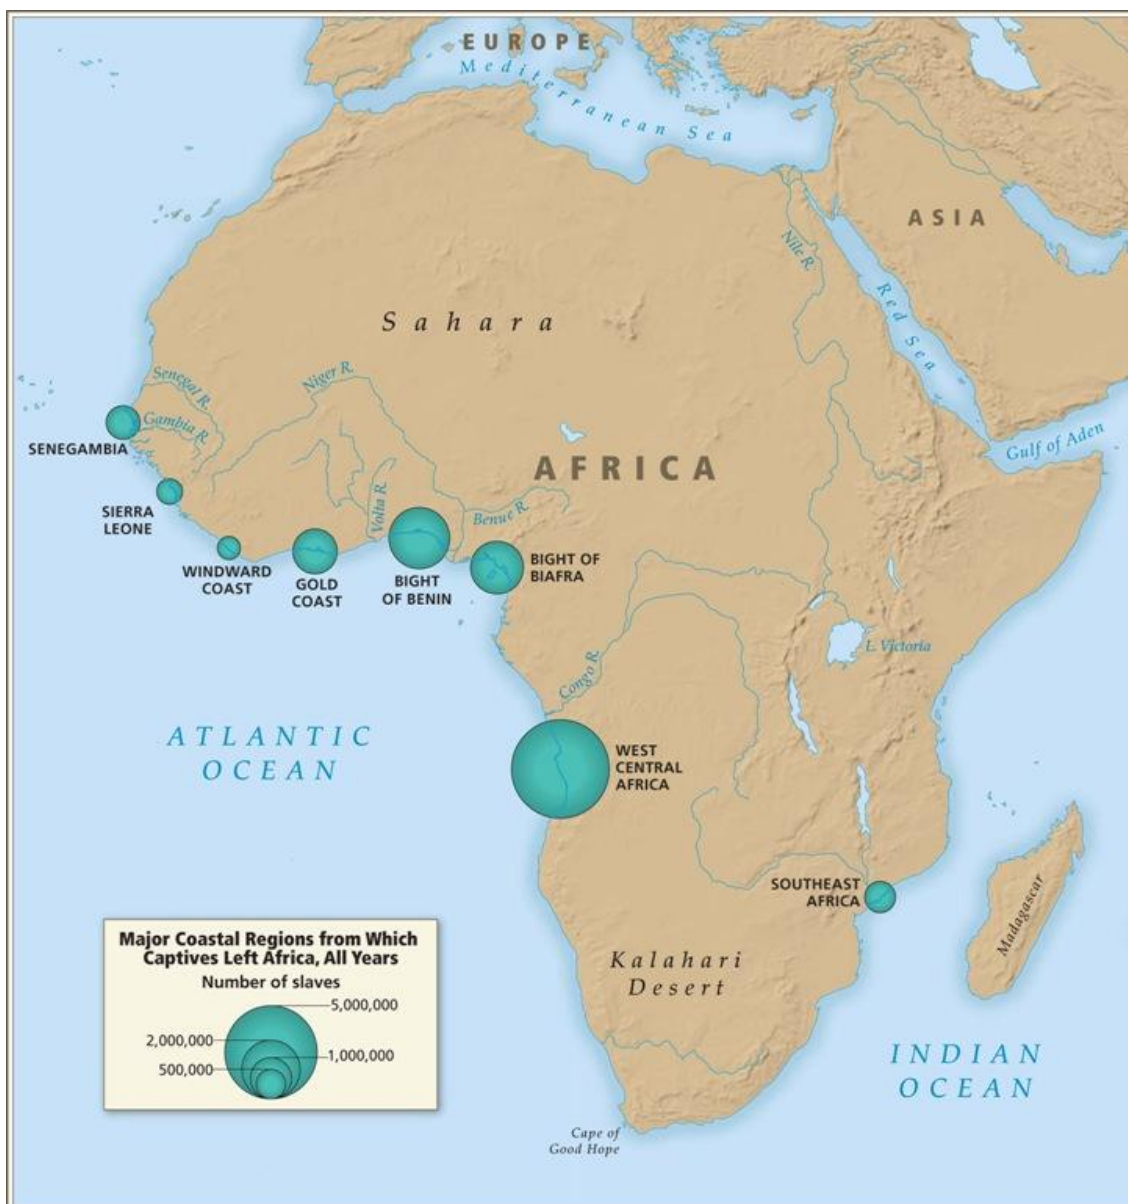 EUROPE
Mediterranean Sea
ASIA
Nile R.
Red Sea
Sahara
Senegal R.
Niger R.
Gambia R.
SENEGAMBIA
Gulf of Aden
AFRICA
SIERRA
LEONE
Volta R.
Benue R.
WINDWARD
COAST
GOLD
COAST
BIGHT
OF BENIN
BIGHT OF
BIAFRA
L. Victoria
Congo R.
ATLANTIC
OCEAN
WEST
CENTRAL
AFRICA
SOUTHEAST
AFRICA
Madagascar
Kalahari
Desert
Major Coastal Regions from Which
Captives Left Africa, All Years
Number of slaves
5,000,000
2,000,000
1,000,000
500,000
INDIAN
OCEAN
Cape of
Good Hope